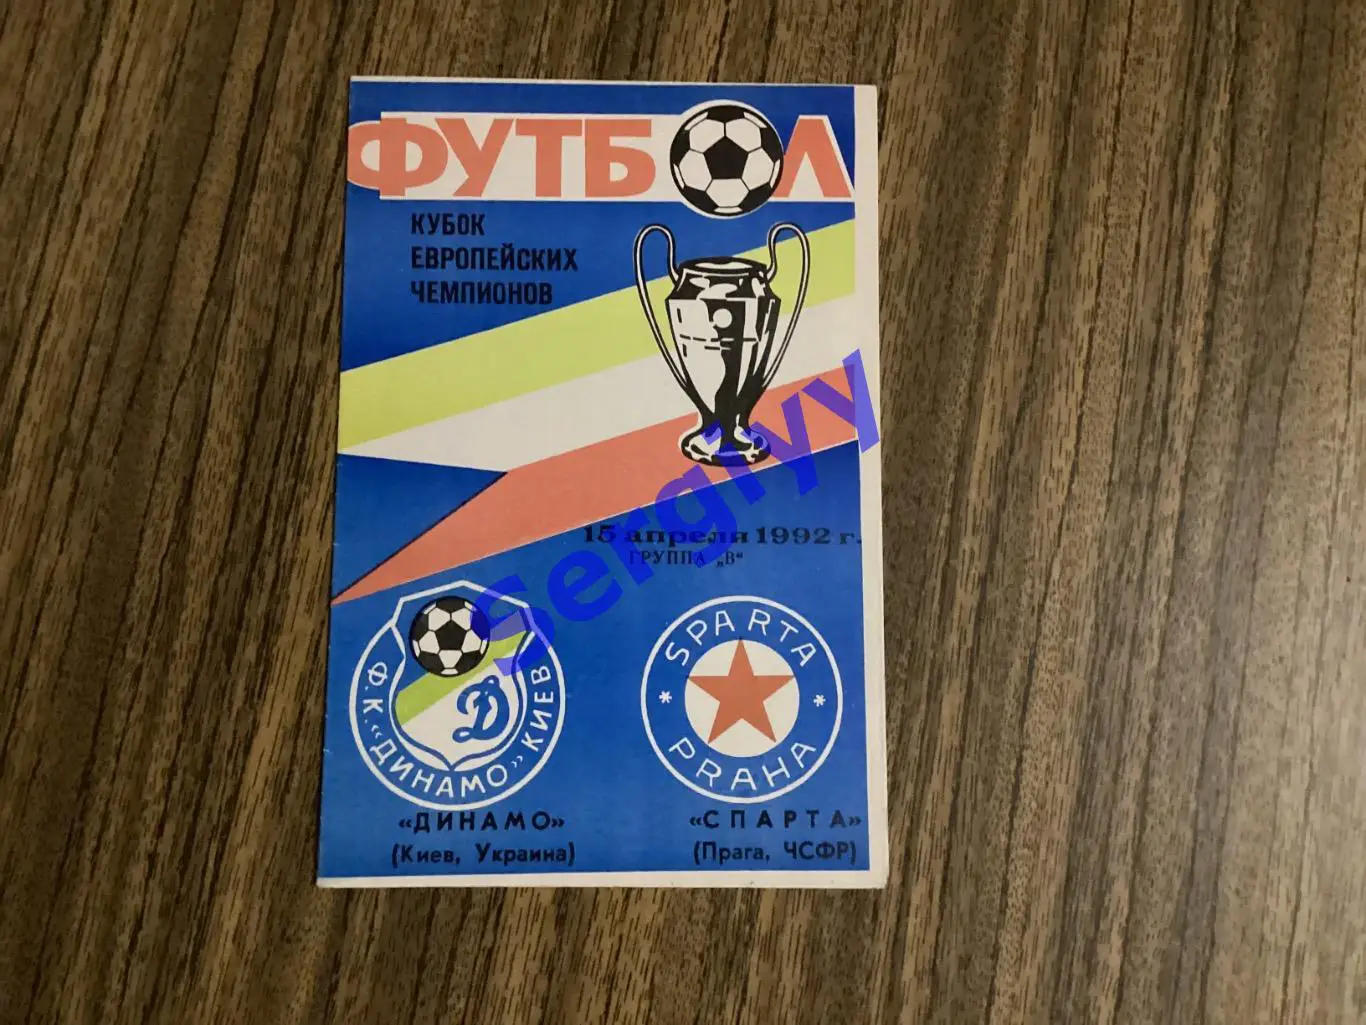 ФУТБОЛ
КУБОК
ЕВРОПЕЙСКИХ
ЧЕМПИОНОВ
15 апреля 1992 г.
ГРУППА „В“
Ф.К. „ДИНАМО” КИЕВ
Д
SPARTA
* *
PRAHA
«ДИНАМО»
(Киев, Украина)
«СПАРТА»
(Прага, ЧСФР)
Sergiyy